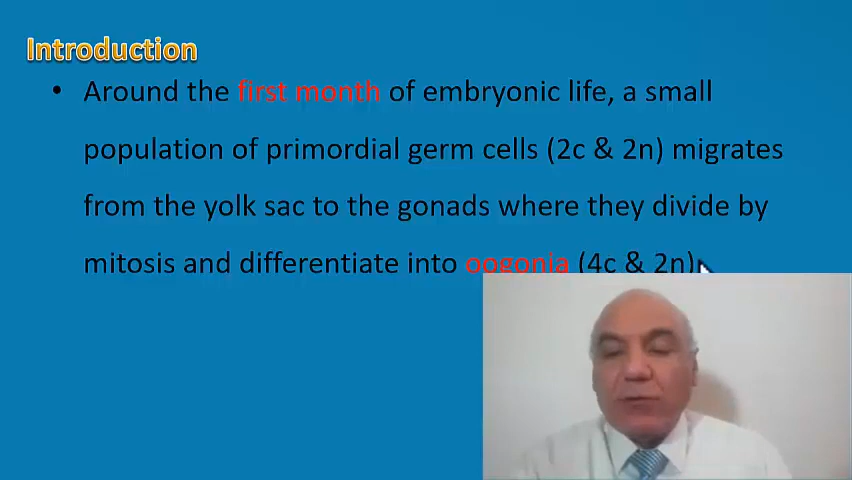 Introduction
• Around the first month of embryonic life, a small
population of primordial germ cells (2c & 2n) migrates
from the yolk sac to the gonads where they divide by
mitosis and differentiate into oogonia (4c & 2n)